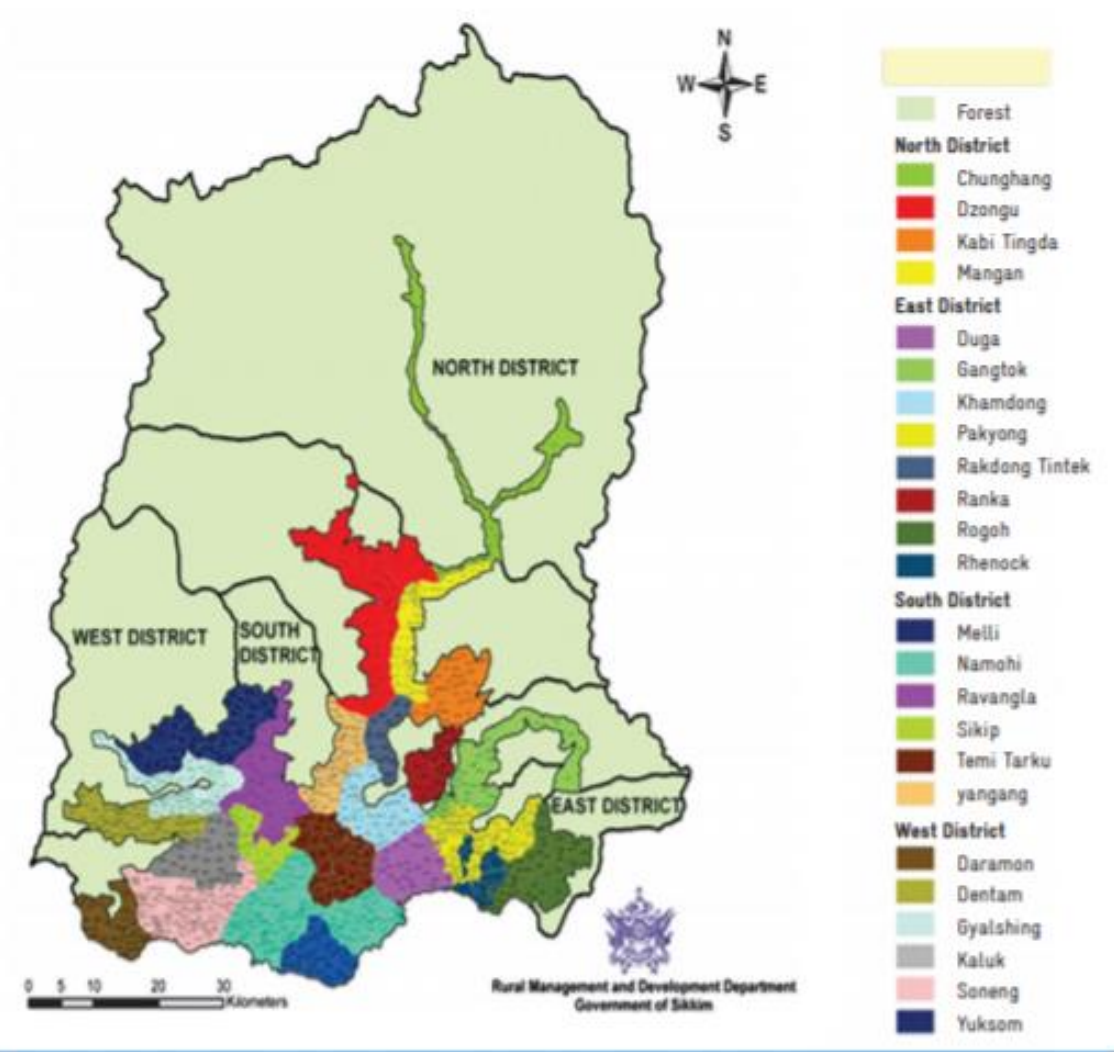 N
W E
S
NORTH DISTRICT
WEST DISTRICT
SOUTH
DISTRICT
EAST DISTRICT
0 5 10 20 30
Kilometers
Rural Management and Development Department
Government of Sikkim
Forest
North District
Chunghang
Dzongu
Kabi Tingda
Mangan
East District
Duga
Gangtok
Khamdong
Pakyong
Rakdong Tintek
Ranka
Rogoh
Rhenock
South District
Melli
Namohi
Ravangla
Sikip
Temi Tarku
yangang
West District
Daramon
Dentam
Gyalshing
Kaluk
Soneng
Yuksom